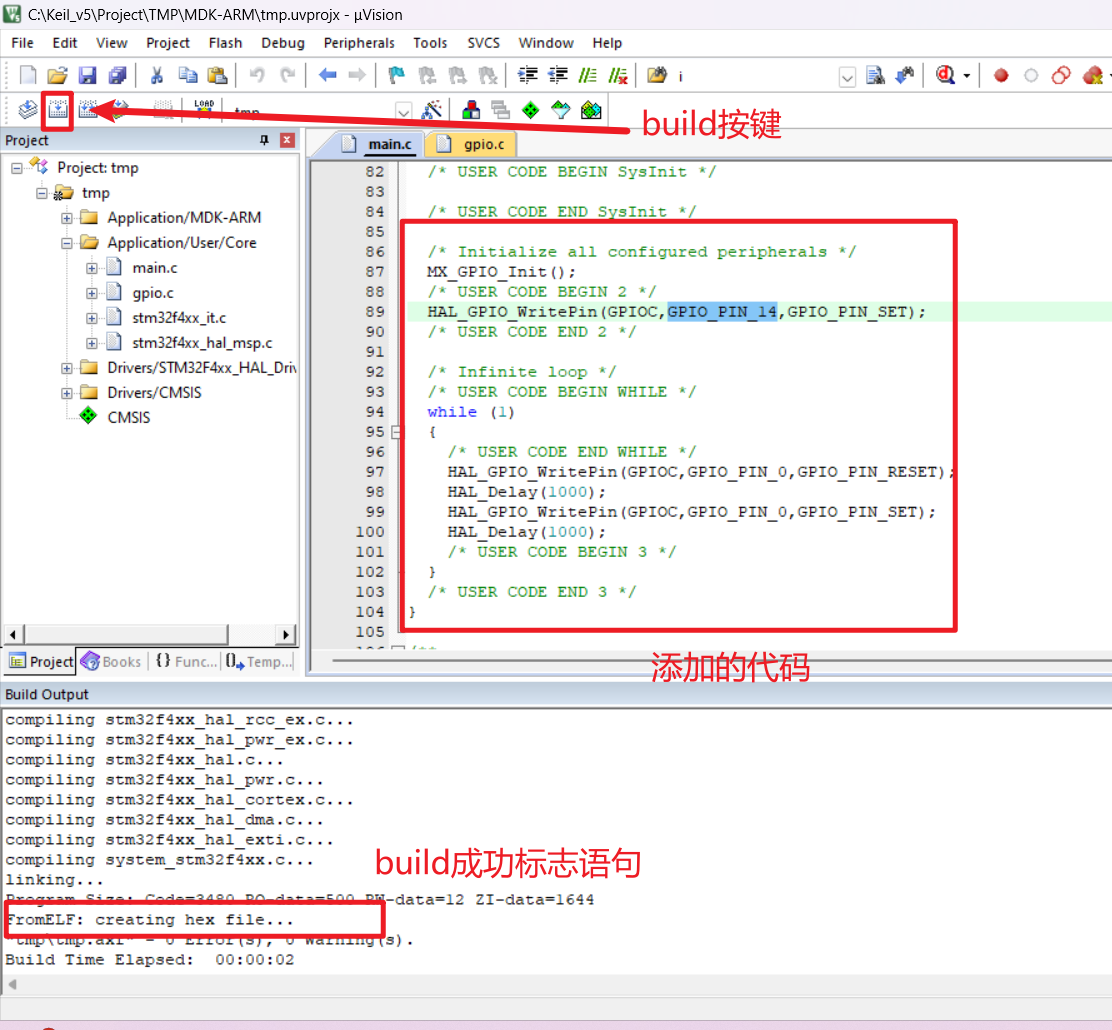 C:\Keil_v5\Project\TMP\MDK-ARM\tmp.uvprojx - µVision
File Edit View Project Flash Debug Peripherals Tools SVCS Window Help
LOAD
tmp
build按键
Project
main.c
gpio.c
Project: tmp
tmp
Application/MDK-ARM
Application/User/Core
main.c
gpio.c
stm32f4xx_it.c
stm32f4xx_hal_msp.c
Drivers/STM32F4xx_HAL_Driv
Drivers/CMSIS
CMSIS
Project Books {} Func... Temp...
82 /* USER CODE BEGIN SysInit */
83
84 /* USER CODE END SysInit */
85
86 /* Initialize all configured peripherals */
87 MX_GPIO_Init();
88 /* USER CODE BEGIN 2 */
89 HAL_GPIO_WritePin(GPIOC,GPIO_PIN_14,GPIO_PIN_SET);
90 /* USER CODE END 2 */
91
92 /* Infinite loop */
93 /* USER CODE BEGIN WHILE */
94 while (1)
95 {
96 /* USER CODE END WHILE */
97 HAL_GPIO_WritePin(GPIOC,GPIO_PIN_0,GPIO_PIN_RESET);
98 HAL_Delay(1000);
99 HAL_GPIO_WritePin(GPIOC,GPIO_PIN_0,GPIO_PIN_SET);
100 HAL_Delay(1000);
101 /* USER CODE BEGIN 3 */
102 }
103 /* USER CODE END 3 */
104 }
105
添加的代码
Build Output
compiling stm32f4xx_hal_rcc_ex.c...
compiling stm32f4xx_hal_pwr_ex.c...
compiling stm32f4xx_hal.c...
compiling stm32f4xx_hal_pwr.c...
compiling stm32f4xx_hal_cortex.c...
compiling stm32f4xx_hal_dma.c...
compiling stm32f4xx_hal_exti.c...
compiling system_stm32f4xx.c...
build成功标志语句
linking...
Program Size: Code=3480 RO-data=500 RW-data=12 ZI-data=1644
FromELF: creating hex file...
"tmp\tmp.axf" - 0 Error(s), 0 Warning(s).
Build Time Elapsed: 00:00:02